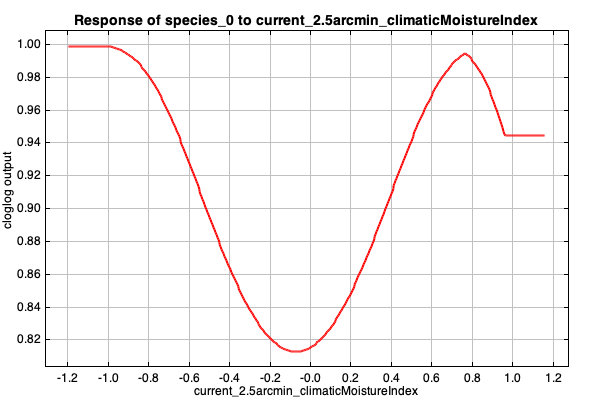 Response of species_0 to current_2.5arcmin_climaticMoistureIndex
1.00
0.98
0.96
0.94
0.92
0.90
0.88
0.86
0.84
0.82
cloglog output
-1.2 -1.0 -0.8 -0.6 -0.4 -0.2 -0.0 0.2 0.4 0.6 0.8 1.0 1.2
current_2.5arcmin_climaticMoistureIndex